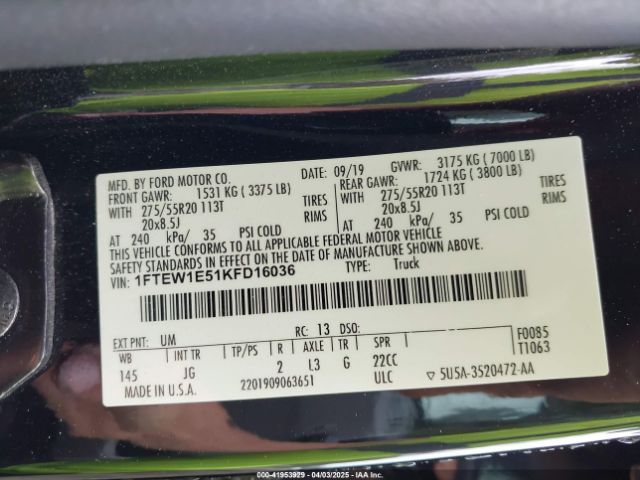 MFD. BY FORD MOTOR CO. DATE: 09/19 GVWR: 3175 KG ( 7000 LB)
FRONT GAWR: 1531 KG ( 3375 LB) REAR GAWR: 1724 KG ( 3800 LB)
WITH 275/55R20 113T TIRES WITH 275/55R20 113T TIRES
20x8.5J RIMS 20x8.5J RIMS
AT 240 kPa/ 35 PSI COLD AT 240 kPa/ 35 PSI COLD
THIS VEHICLE CONFORMS TO ALL APPLICABLE FEDERAL MOTOR VEHICLE
SAFETY STANDARDS IN EFFECT ON THE DATE OF MANUFACTURE SHOWN ABOVE.
VIN: 1FTEW1E51KFD16036 TYPE: Truck
EXT PNT: UM RC: 13 DSO: F0085
WB INT TR TP/PS R AXLE TR SPR T1063
145 JG 2 L3 G 22CC
MADE IN U.S.A. 2201909063651 ULC ▽ 5U5A-3520472-AA
000-41953929 - 04/03/2025 - IAAI.COM